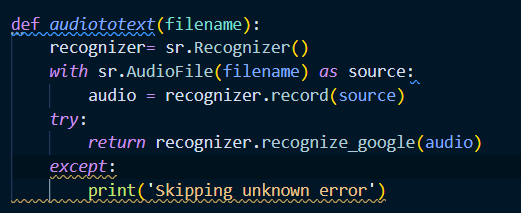 def audiototext(filename):
    recognizer= sr.Recognizer()
    with sr.AudioFile(filename) as source:
        audio = recognizer.record(source)
    try:
        return recognizer.recognize_google(audio)
    except:
        print('Skipping unknown error')